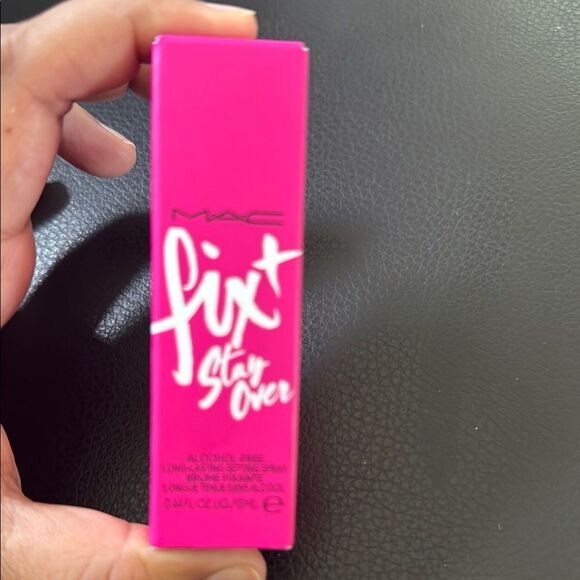 MAC
fix+
Stay
Over
ALCOHOL-FREE
LONG-LASTING SETTING SPRAY
BRUME FIXANTE
LONGUE TENUE SANS ALCOOL
0.44 FL OZ LIQ./13ML e